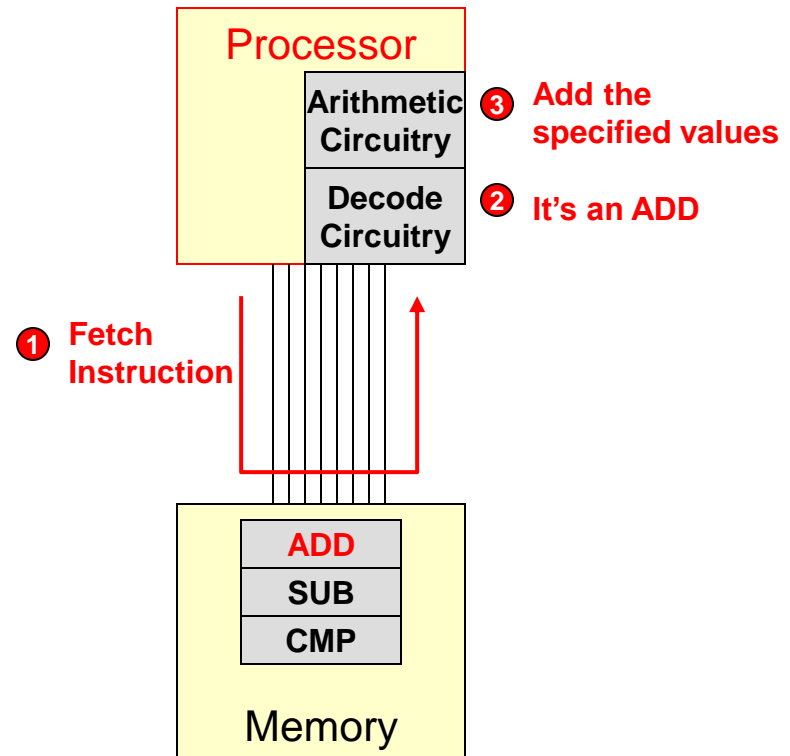 Processor
Arithmetic
Circuitry
3 Add the
specified values
Decode
Circuitry
2 It's an ADD
1 Fetch
Instruction
ADD
SUB
CMP
Memory